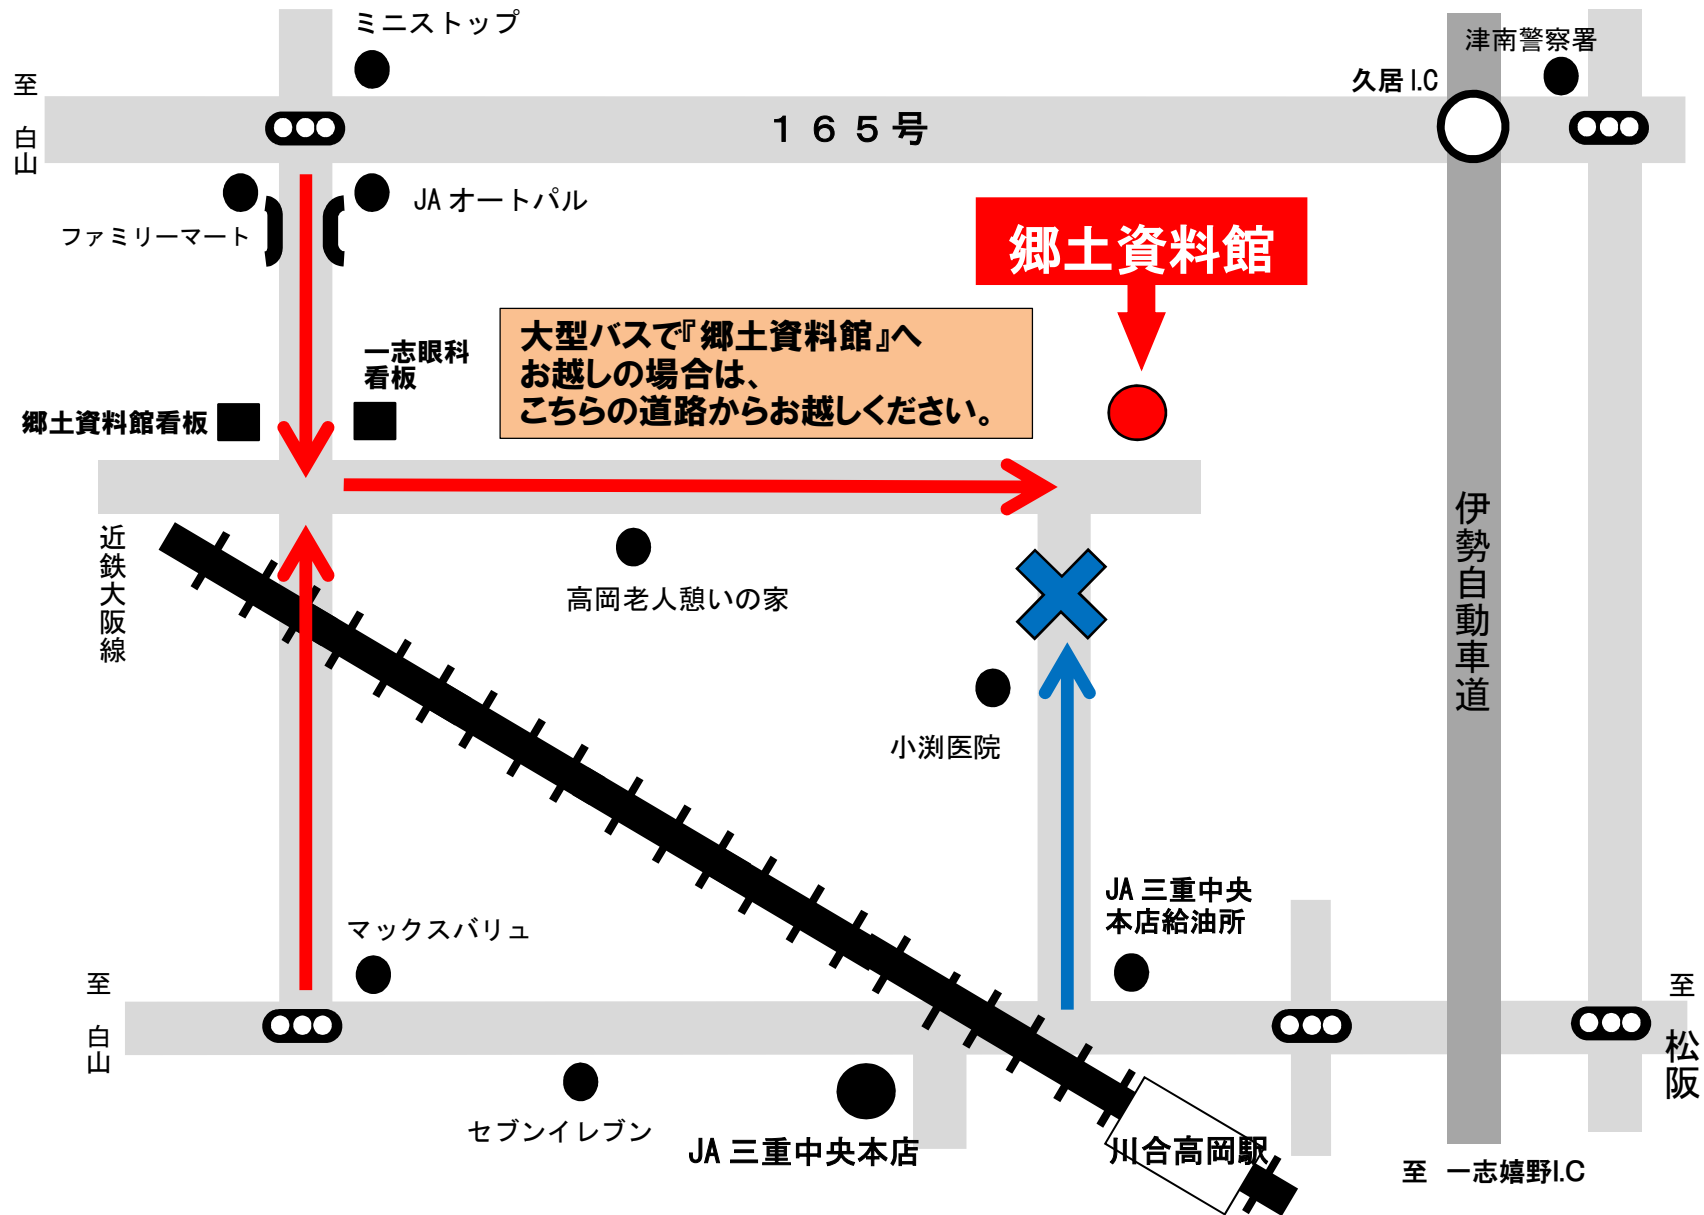 ミニストップ
津南警察署
至
白山
久居I.C
165号
JAオートパル
ファミリーマート
郷土資料館
大型バスで『郷土資料館』へ
お越しの場合は、
こちらの道路からお越しください。
一志眼科
看板
郷土資料館看板
近鉄大阪線
伊勢自動車道
高岡老人憩いの家
小渕医院
JA三重中央
本店給油所
マックスバリュ
至
白山
至
松阪
セブンイレブン
JA三重中央本店
川合高岡駅
至 一志嬉野I.C